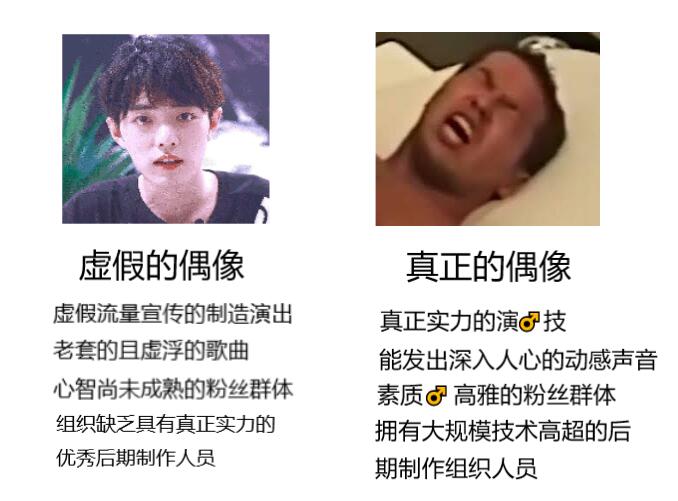 虚假的偶像
虚假流量宣传的制造演出
老套的且虚浮的歌曲
心智尚未成熟的粉丝群体
组织缺乏具有真正实力的
优秀后期制作人员
真正的偶像
真正实力的演♂技
能发出深入人心的动感声音
素质♂高雅的粉丝群体
拥有大规模技术高超的后
期制作组织人员